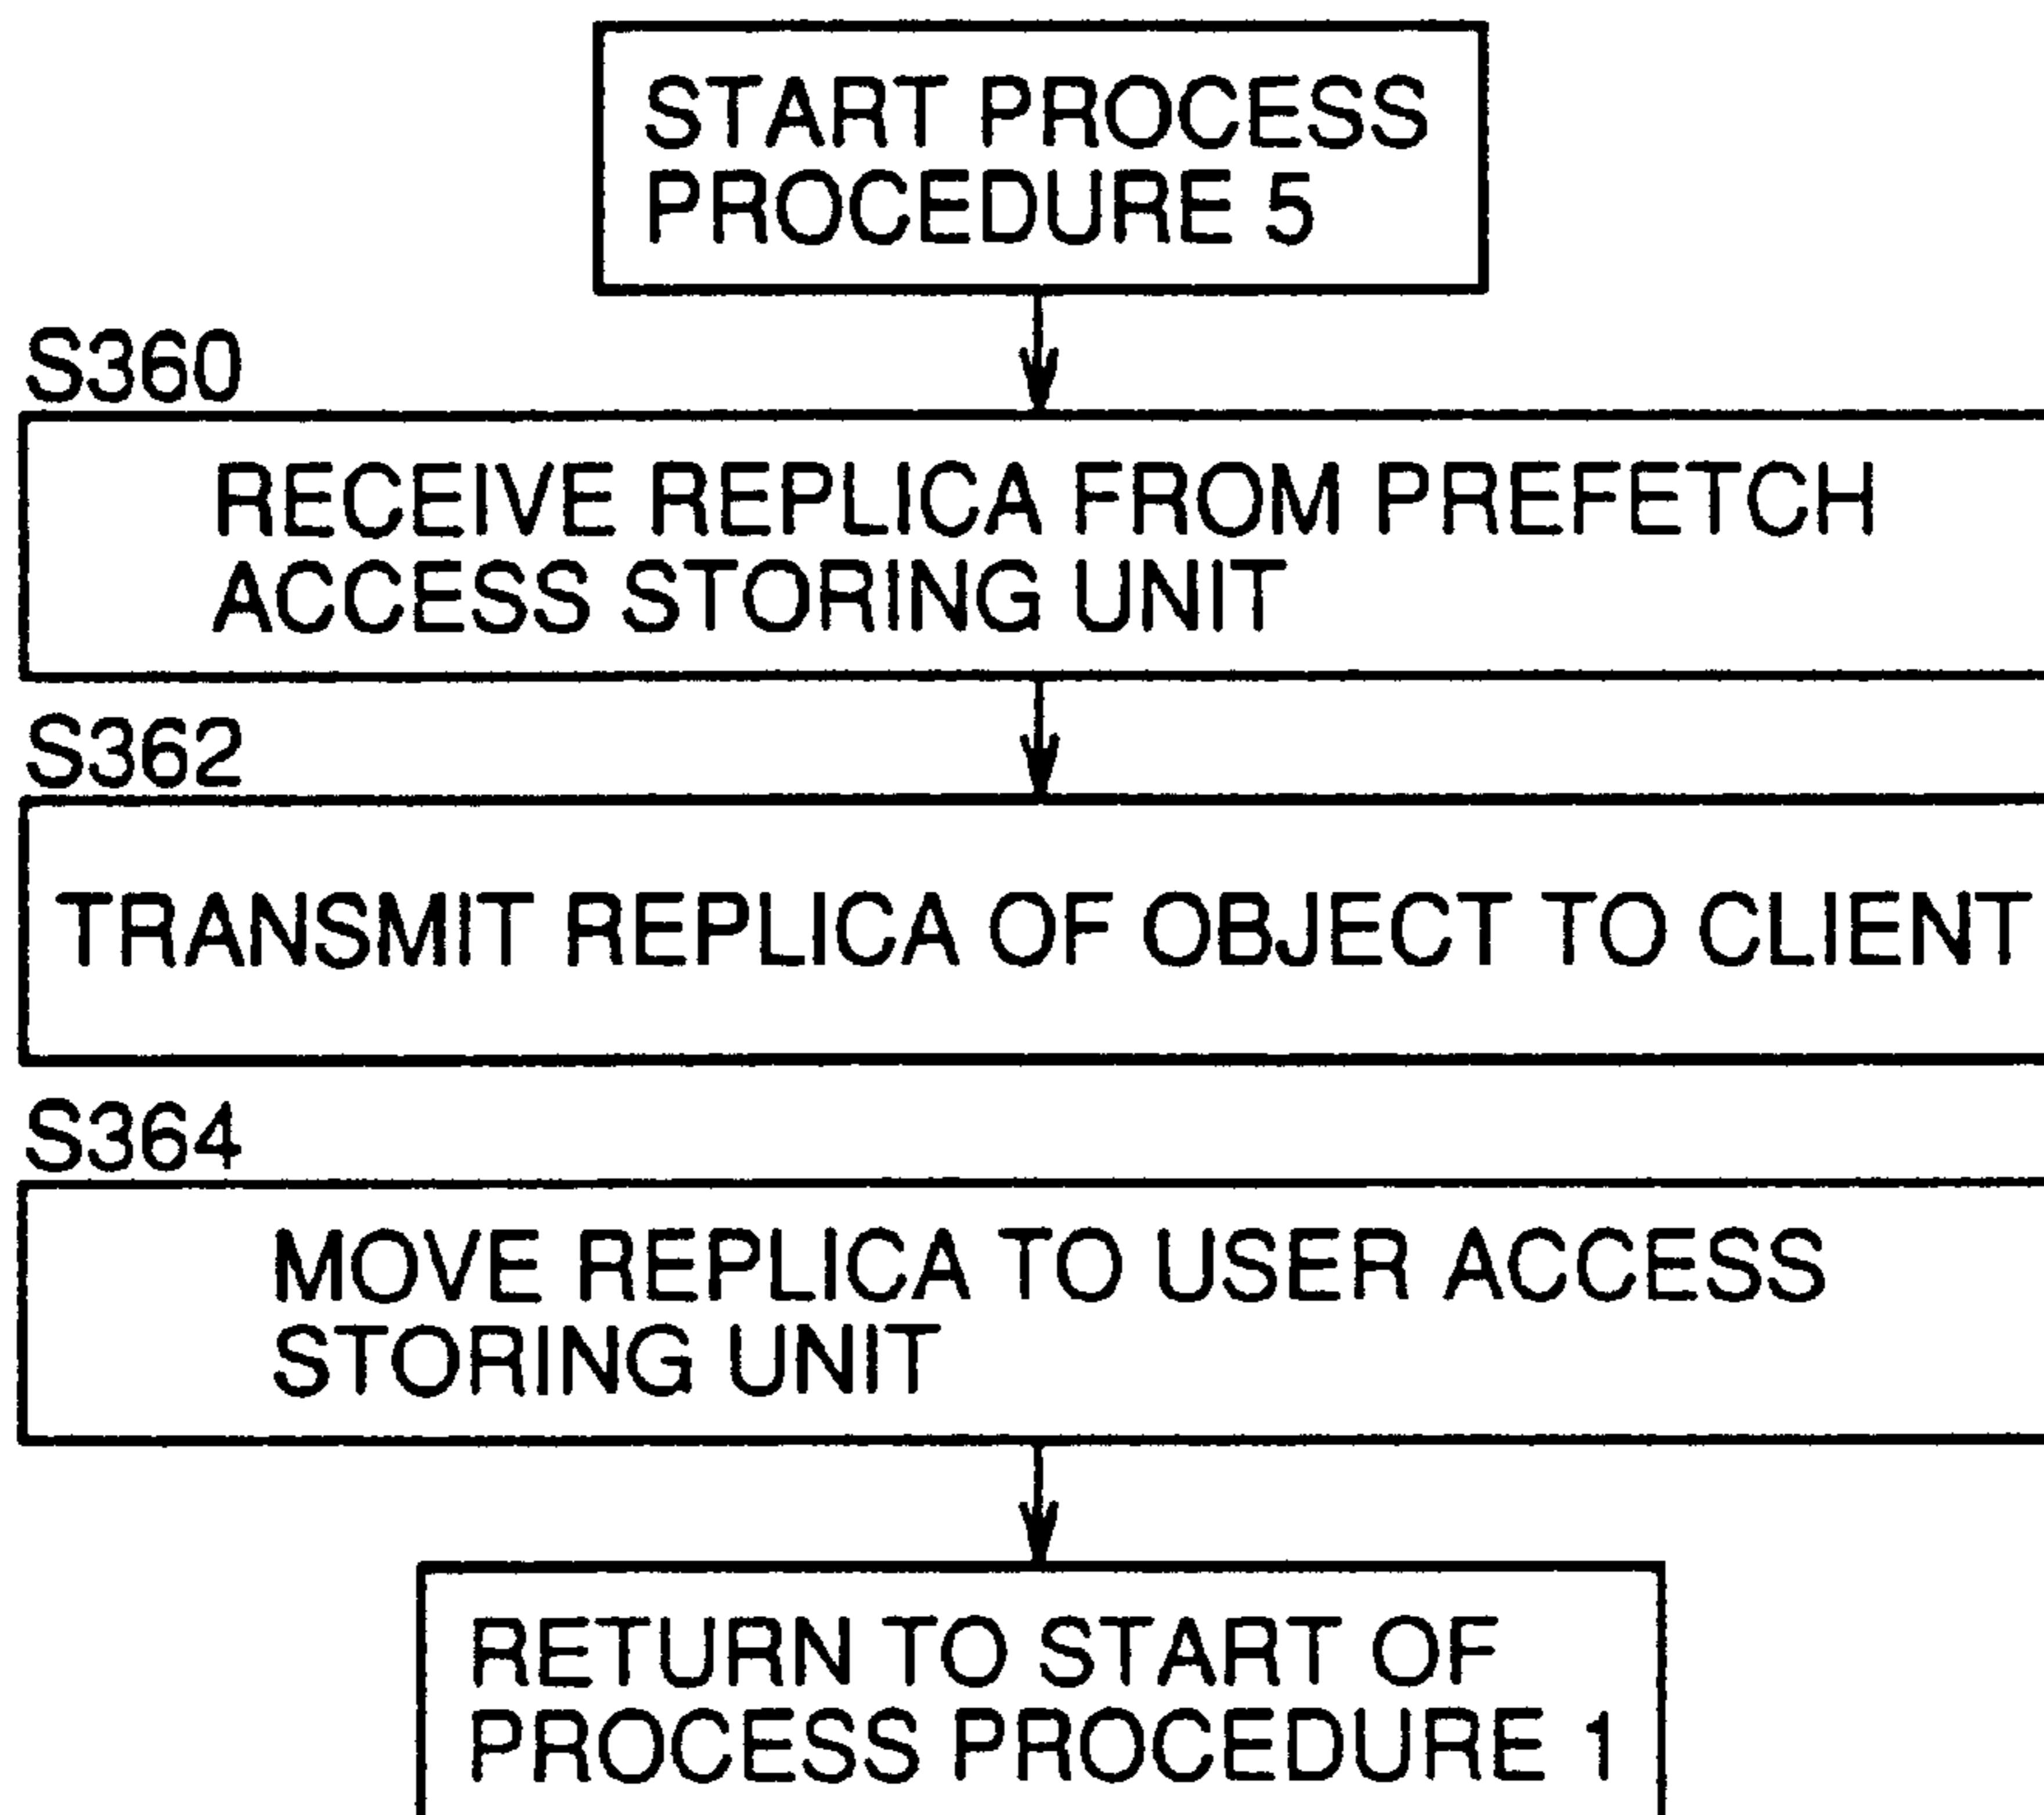 START PROCESS
PROCEDURE 5
S360
RECEIVE REPLICA FROM PREFETCH
ACCESS STORING UNIT
S362
TRANSMIT REPLICA OF OBJECT TO CLIENT
S364
MOVE REPLICA TO USER ACCESS
STORING UNIT
RETURN TO START OF
PROCESS PROCEDURE 1